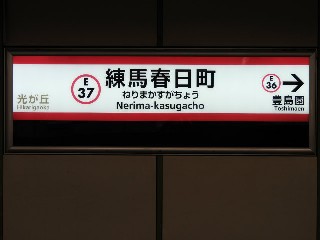 E
37
練馬春日町
ねりまかすがちょう
Nerima-kasugacho
光が丘
Hikarigaoka
E
36
豊島園
Toshimaen